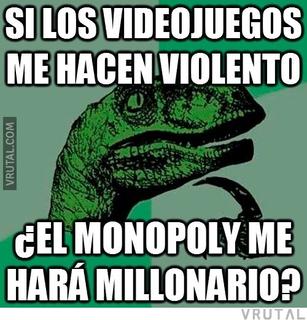 SI LOS VIDEOJUEGOS
ME HACEN VIOLENTO
VRUTAL.COM
¿EL MONOPOLY ME
HARÁ MILLONARIO?
VRUTAL